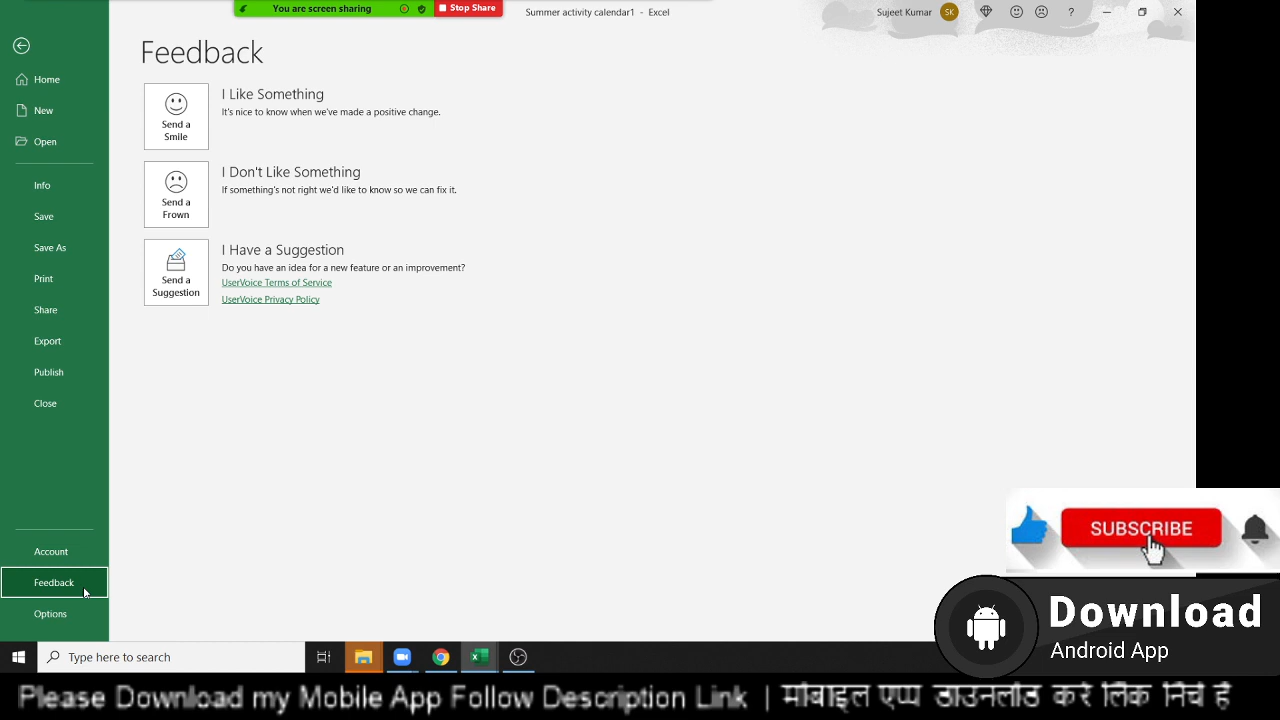 You are screen sharing
Stop Share
Summer activity calendar1 - Excel
Sujeet Kumar
SK
?
Feedback
Home
New
Open
Info
Save
Save As
Print
Share
Export
Publish
Close
Account
Feedback
Options
Send a
Smile
I Like Something
It's nice to know when we've made a positive change.
Send a
Frown
I Don't Like Something
If something's not right we'd like to know so we can fix it.
Send a
Suggestion
I Have a Suggestion
Do you have an idea for a new feature or an improvement?
UserVoice Terms of Service
UserVoice Privacy Policy
SUBSCRIBE
Download
Android App
Type here to search
Please Download my Mobile App Follow Description Link | मोबाइल एप्प डाउनलोड करे लिंक निचे है